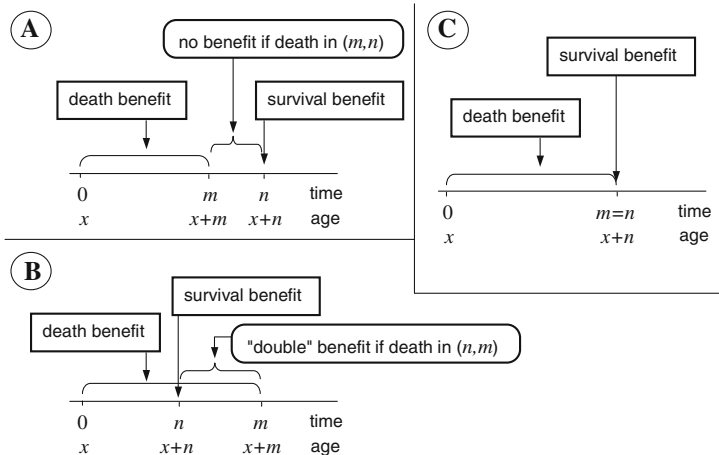 A
no benefit if death in (m,n)
death benefit
survival benefit
0 m n time
x x+m x+n age
B
survival benefit
death benefit
"double" benefit if death in (n,m)
0 n m time
x x+n x+m age
C
survival benefit
death benefit
0 m=n time
x x+n age